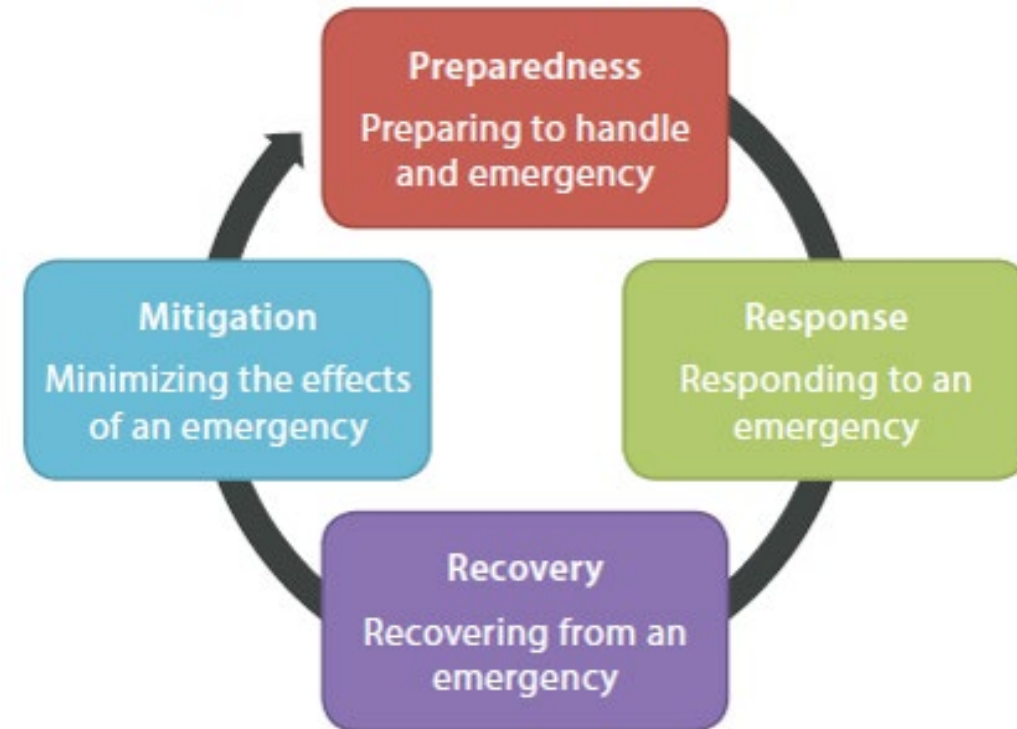 Preparedness
Preparing to handle
and emergency
Response
Responding to an
emergency
Recovery
Recovering from an
emergency
Mitigation
Minimizing the effects
of an emergency